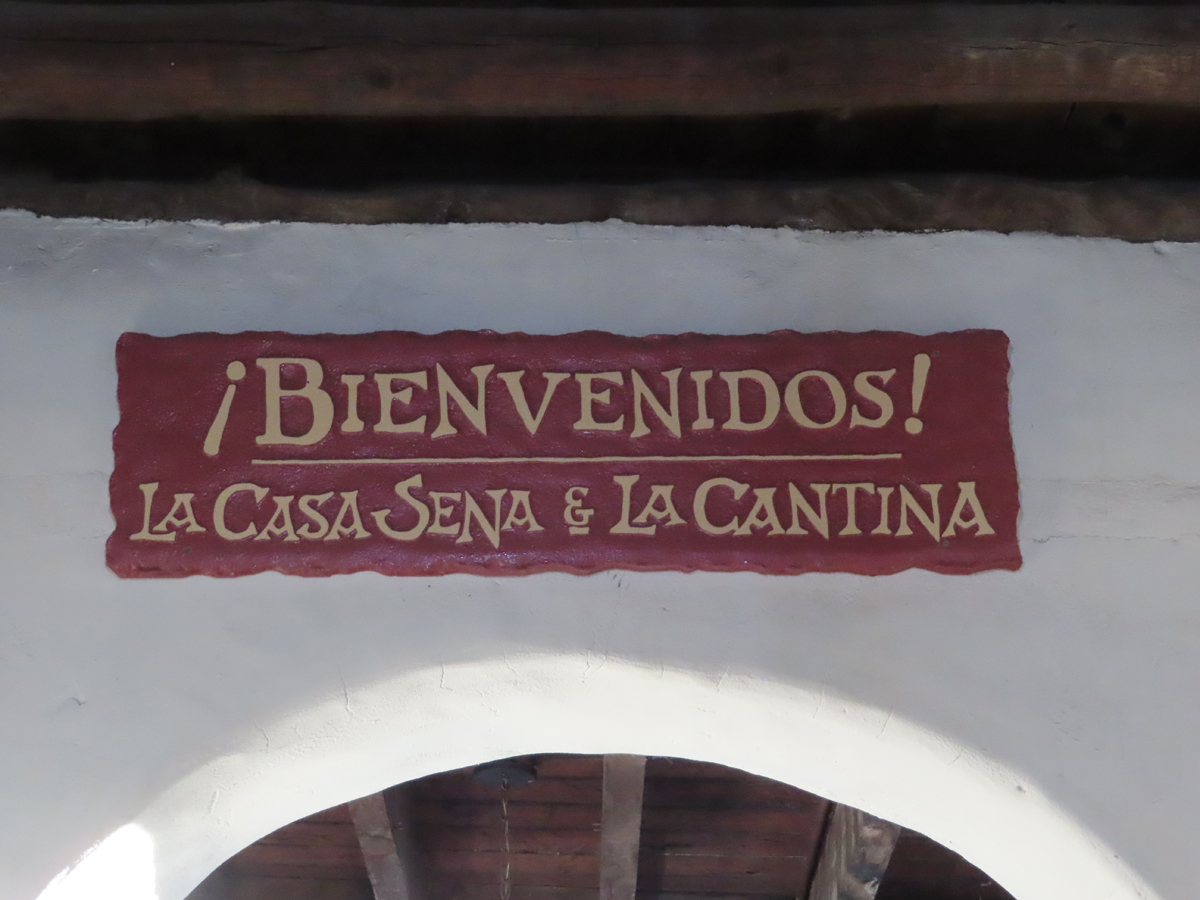 ¡BIENVENIDOS!
LA CASA SENA & LA CANTINA